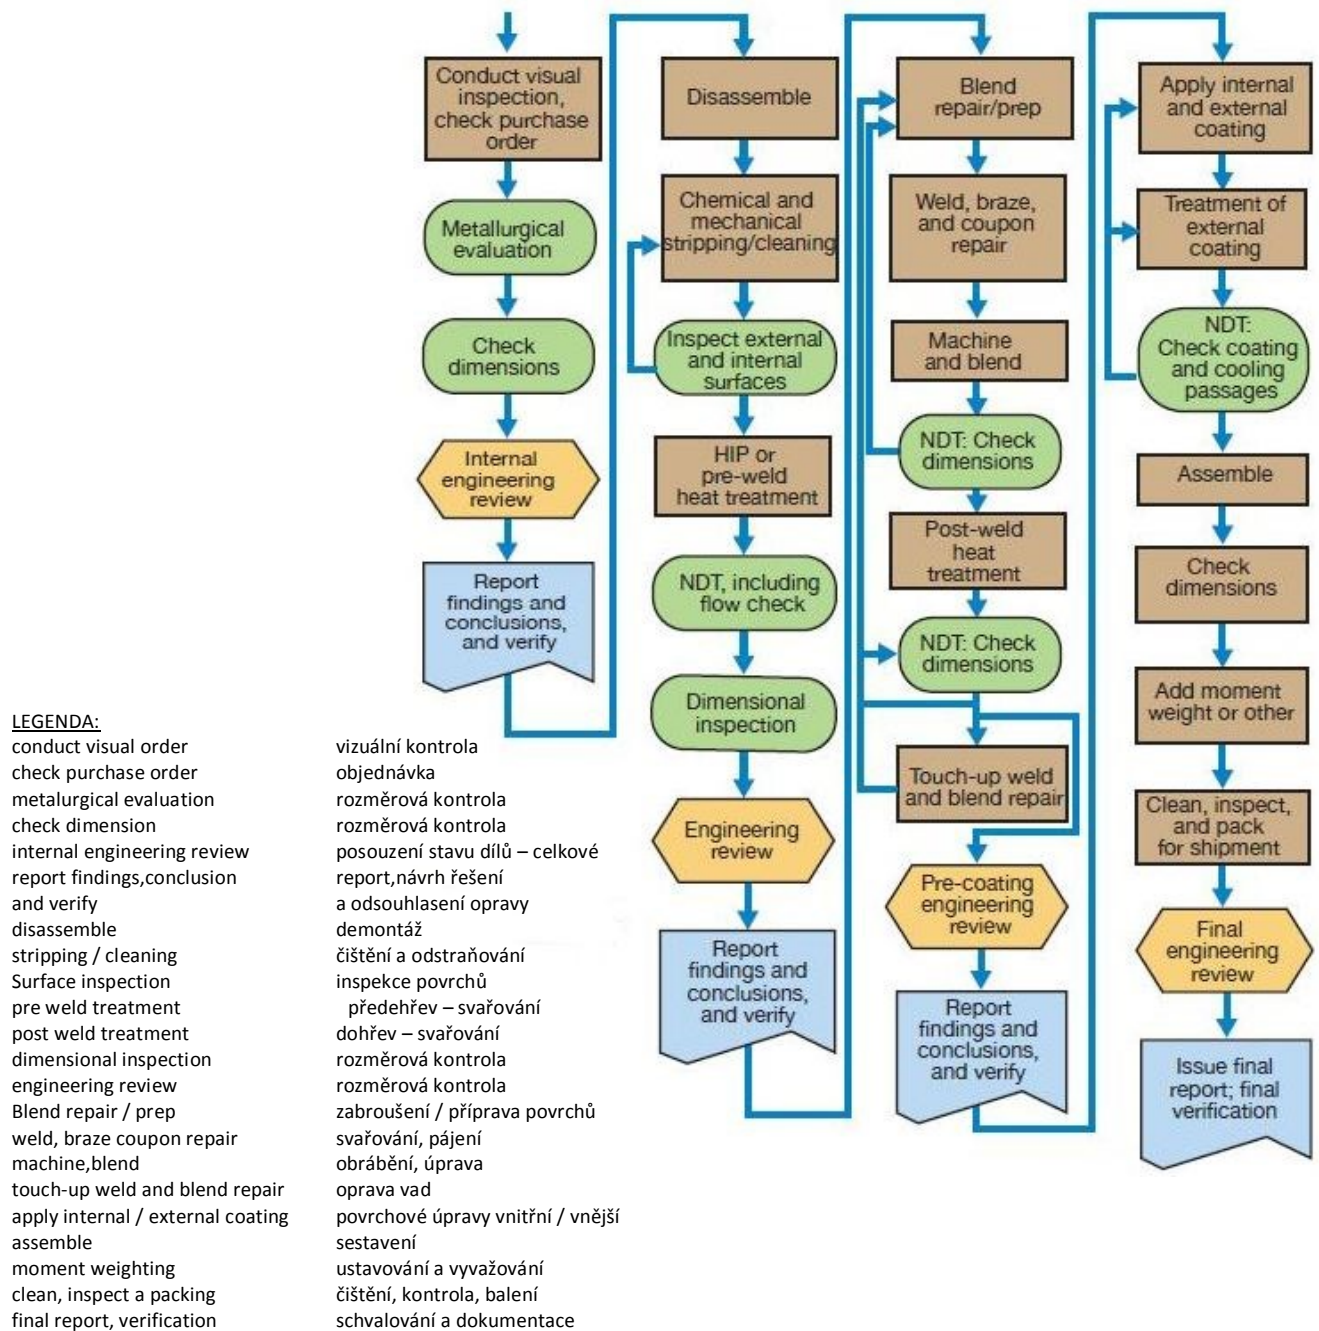 Conduct visual
inspection,
check purchase
order
Metallurgical
evaluation
Check
dimensions
Internal
engineering
review
Report
findings and
conclusions,
and verify
Disassemble
Chemical and
mechanical
stripping/cleaning
Inspect external
and internal
surfaces
HIP or
pre-weld
heat treatment
NDT, including
flow check
Dimensional
inspection
Engineering
review
Report
findings and
conclusions,
and verify
Blend
repair/prep
Weld, braze,
and coupon
repair
Machine
and blend
NDT: Check
dimensions
Post-weld
heat
treatment
NDT: Check
dimensions
Touch-up weld
and blend repair
Pre-coating
engineering
review
Report
findings and
conclusions,
and verify
Apply internal
and external
coating
Treatment of
external
coating
NDT:
Check coating
and cooling
passages
Assemble
Check
dimensions
Add moment
weight or other
Clean, inspect,
and pack
for shipment
Final
engineering
review
Issue final
report; final
verification
LEGENDA:
conduct visual order vizuální kontrola
check purchase order objednávka
metalurgical evaluation rozměrová kontrola
check dimension rozměrová kontrola
internal engineering review posouzení stavu dílů – celkové
report findings,conclusion report,návrh řešení
and verify a odsouhlasení opravy
disassemble demontáž
stripping / cleaning čištění a odstraňování
Surface inspection inspekce povrchů
pre weld treatment předehřev – svařování
post weld treatment dohřev – svařování
dimensional inspection rozměrová kontrola
engineering review rozměrová kontrola
Blend repair / prep zabroušení / příprava povrchů
weld, braze coupon repair svařování, pájení
machine,blend obrábění, úprava
touch-up weld and blend repair oprava vad
apply internal / external coating povrchové úpravy vnitřní / vnější
assemble sestavení
moment weighting ustavování a vyvažování
clean, inspect a packing čištění, kontrola, balení
final report, verification schvalování a dokumentace